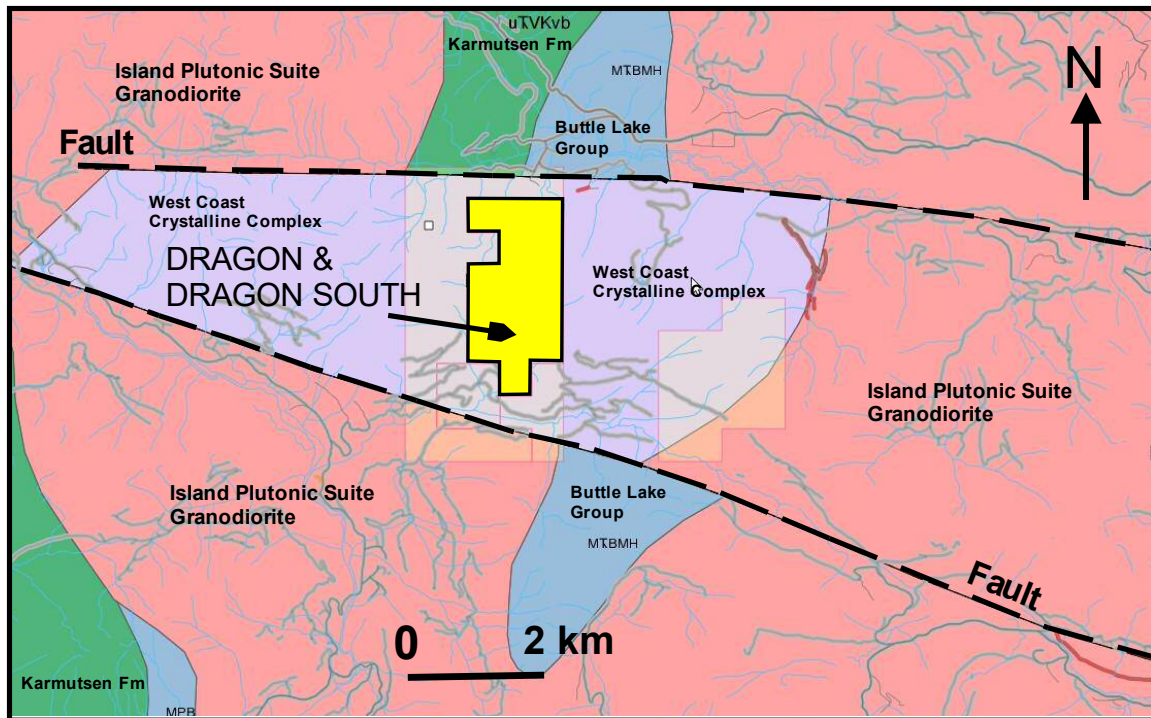 uTVKvb
Karmutsen Fm
Island Plutonic Suite
Granodiorite
MTBMH
N
Buttle Lake
Group
Fault
West Coast
Crystalline Complex
DRAGON &
DRAGON SOUTH
West Coast
Crystalline Complex
Island Plutonic Suite
Granodiorite
Island Plutonic Suite
Granodiorite
Buttle Lake
Group
MTBMH
Fault
0 2 km
Karmutsen Fm
MPB